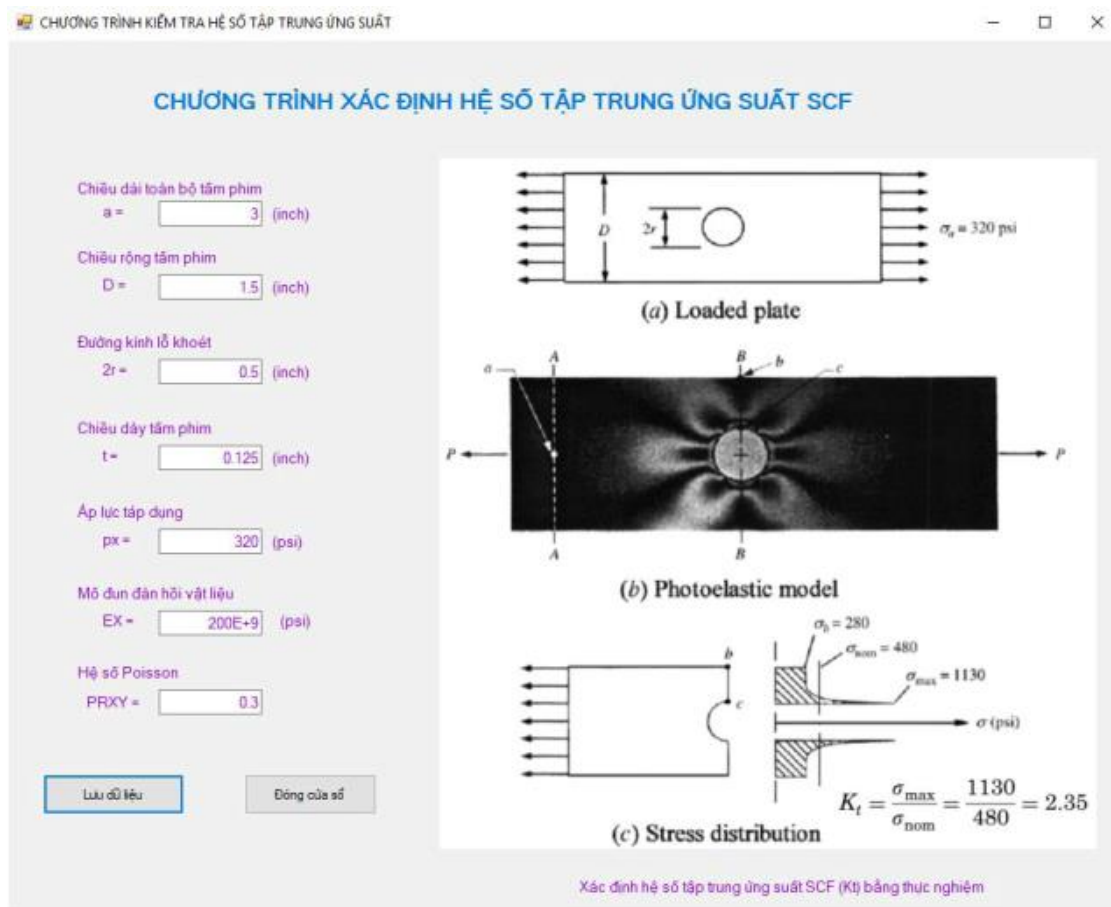 CHƯƠNG TRÌNH KIỂM TRA HỆ SỐ TẬP TRUNG ỨNG SUẤT
CHƯƠNG TRÌNH XÁC ĐỊNH HỆ SỐ TẬP TRUNG ỨNG SUẤT SCF
Chiều dài toàn bộ tấm phim
a = 3 (inch)
Chiều rộng tấm phim
D = 1.5 (inch)
Đường kính lỗ khoét
2r = 0.5 (inch)
Chiều dày tấm phim
t = 0.125 (inch)
Áp lực táp dụng
px = 320 (psi)
Mô đun đàn hồi vật liệu
EX = 200E+9 (psi)
Hệ số Poisson
PRXY = 0.3
Lưu dữ liệu
Đóng cửa sổ
D
2r
σa = 320 psi
(a) Loaded plate
a
A
B
b
c
P
P
A
B
(b) Photoelastic model
b
c
σb = 280
σnom = 480
σmax = 1130
σ (psi)
Kt = σmax / σnom = 1130 / 480 = 2.35
(c) Stress distribution
Xác định hệ số tập trung ứng suất SCF (Kt) bằng thực nghiệm